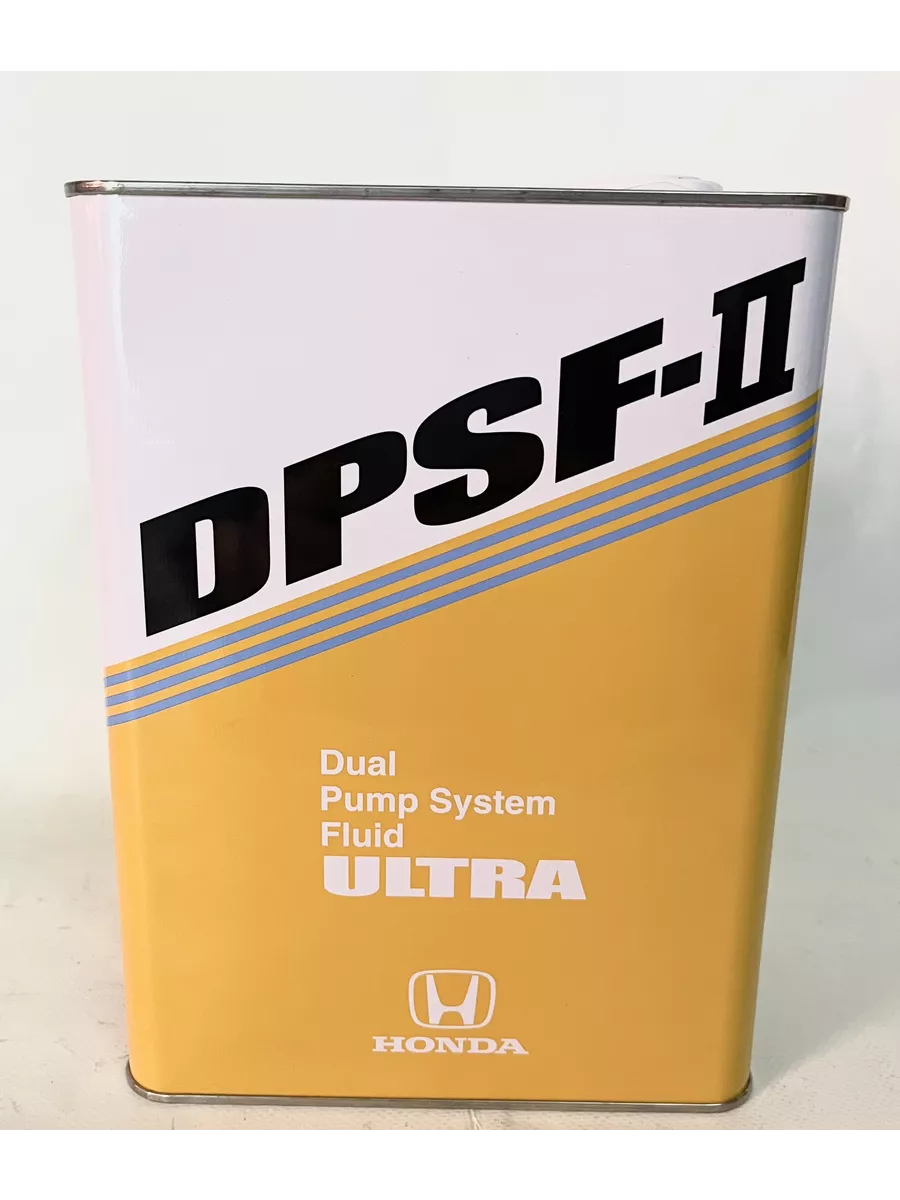 DPSF-II
Dual
Pump System
Fluid
ULTRA
HONDA